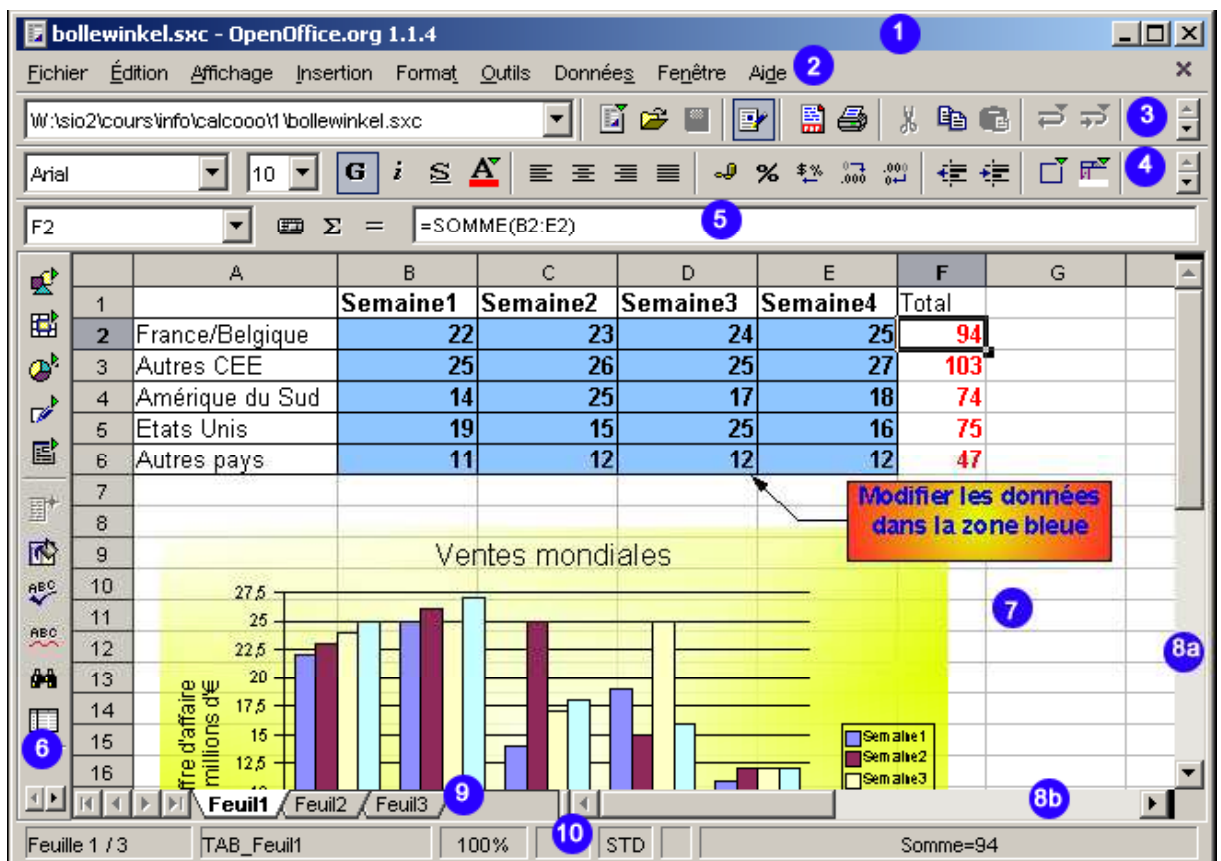 bollewinkel.sxc - OpenOffice.org 1.1.4 1
Fichier Édition Affichage Insertion Format Outils Données Fenêtre Aide 2
W:\sio2\cours\info\calcooo\1\bollewinkel.sxc 3
Arial 10 G i S A % 4
F2 Σ = =SOMME(B2:E2) 5
A B C D E F G
1 Semaine1 Semaine2 Semaine3 Semaine4 Total
2 France/Belgique 22 23 24 25 94
3 Autres CEE 25 26 25 27 103
4 Amérique du Sud 14 25 17 18 74
5 Etats Unis 19 15 25 16 75
6 Autres pays 11 12 12 12 47
7
Modifier les données
dans la zone bleue
8
9
Ventes mondiales
10
27,5
11
25
7
12
22,5
8a
13
20
14
17,5
15
15
16
12,5
ffre d'affaire
millions d'€
Semaine1
Semaine2
Semaine3
ABC
ABC
6
Feuil1 Feuil2 Feuil3 9 8b
Feuille 1 / 3 TAB_Feuil1 100% 10 STD Somme=94